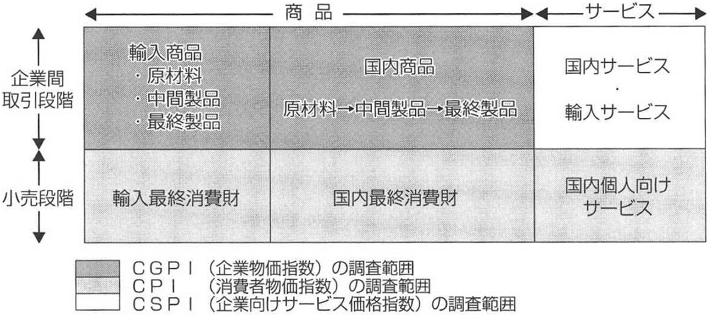 商品
サービス
企業間
取引段階
輸入商品
・原材料
・中間製品
・最終製品
国内商品
原材料→中間製品→最終製品
国内サービス
・
輸入サービス
小売段階
輸入最終消費財
国内最終消費財
国内個人向け
サービス
CGPI（企業物価指数）の調査範囲
CPI（消費者物価指数）の調査範囲
CSPI（企業向けサービス価格指数）の調査範囲